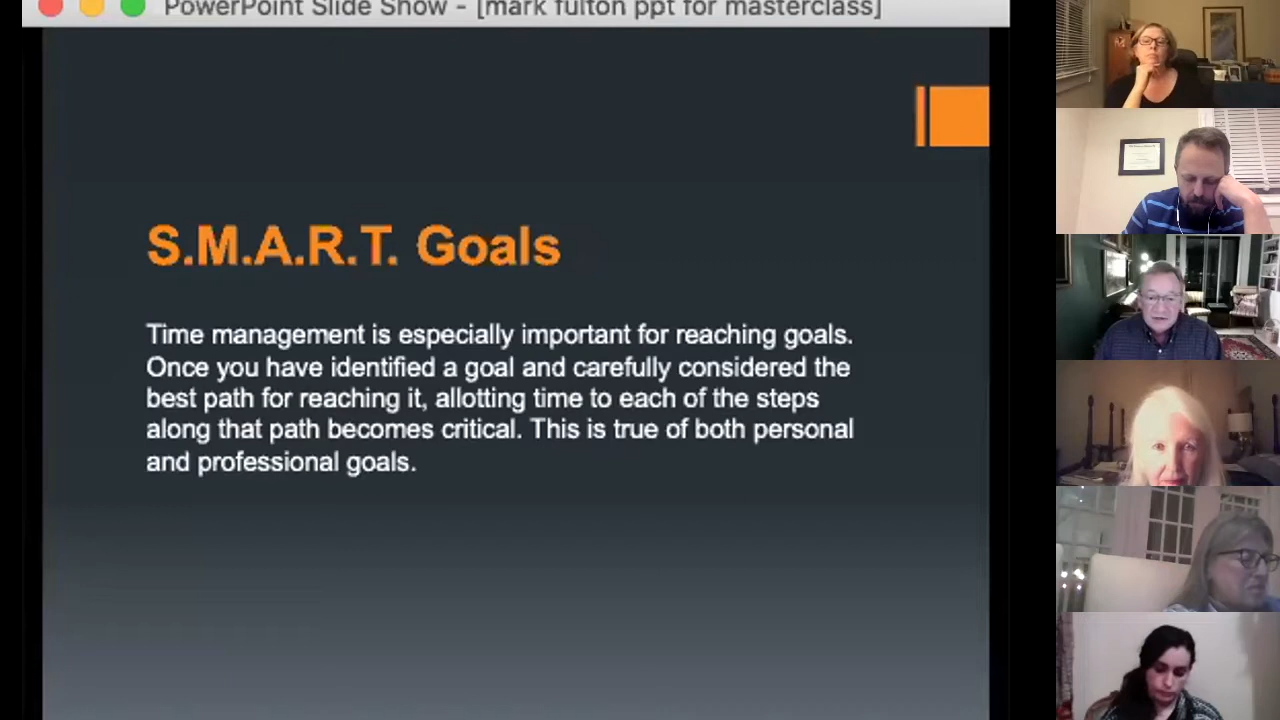 PowerPoint Slide Show - [mark fulton ppt for masterclass]
S.M.A.R.T. Goals
Time management is especially important for reaching goals.
Once you have identified a goal and carefully considered the
best path for reaching it, allotting time to each of the steps
along that path becomes critical. This is true of both personal
and professional goals.